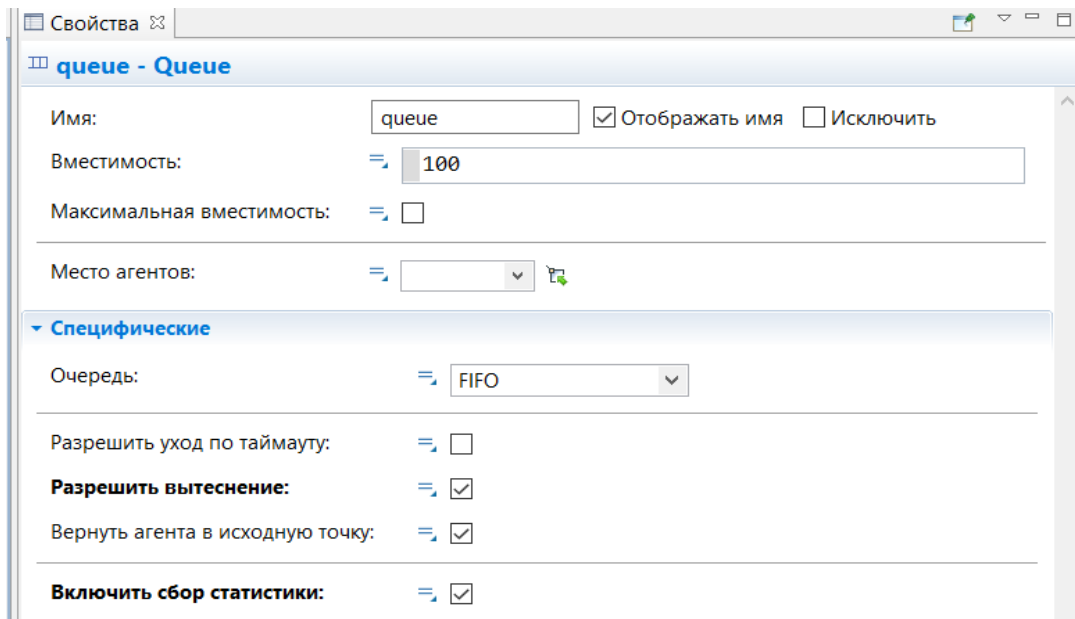 Свойства
queue - Queue
Имя: queue Отображать имя Исключить
Вместимость: 100
Максимальная вместимость:
Место агентов:
Специфические
Очередь: FIFO
Разрешить уход по таймауту:
Разрешить вытеснение:
Вернуть агента в исходную точку:
Включить сбор статистики: